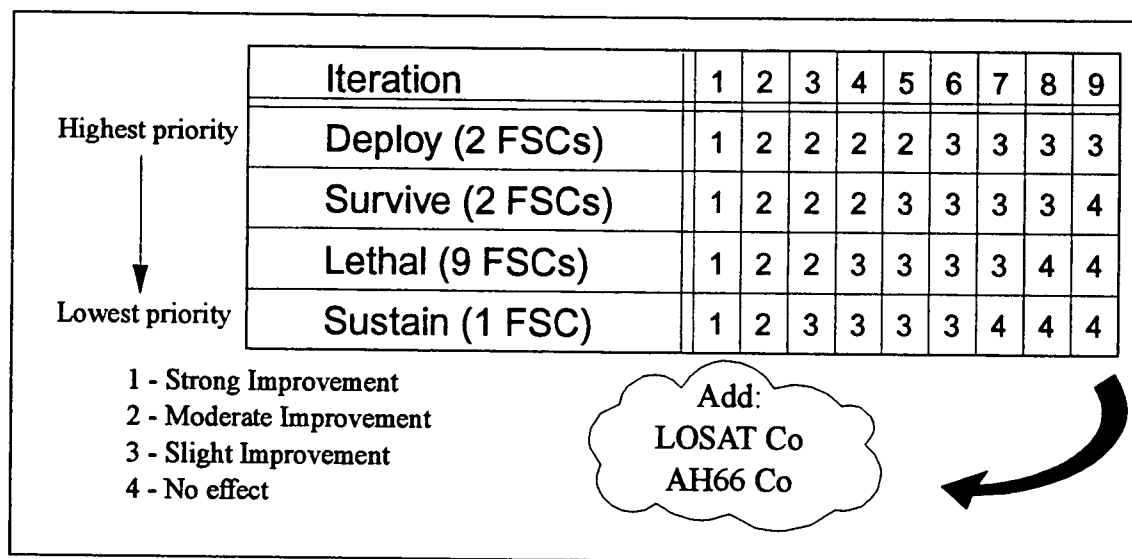 Iteration 1 2 3 4 5 6 7 8 9
Highest priority Deploy (2 FSCs) 1 2 2 2 2 3 3 3 3
Survive (2 FSCs) 1 2 2 2 3 3 3 3 4
Lethal (9 FSCs) 1 2 2 3 3 3 3 4 4
Lowest priority Sustain (1 FSC) 1 2 3 3 3 3 4 4 4
1 - Strong Improvement
2 - Moderate Improvement
3 - Slight Improvement
4 - No effect
Add:
LOSAT Co
AH66 Co